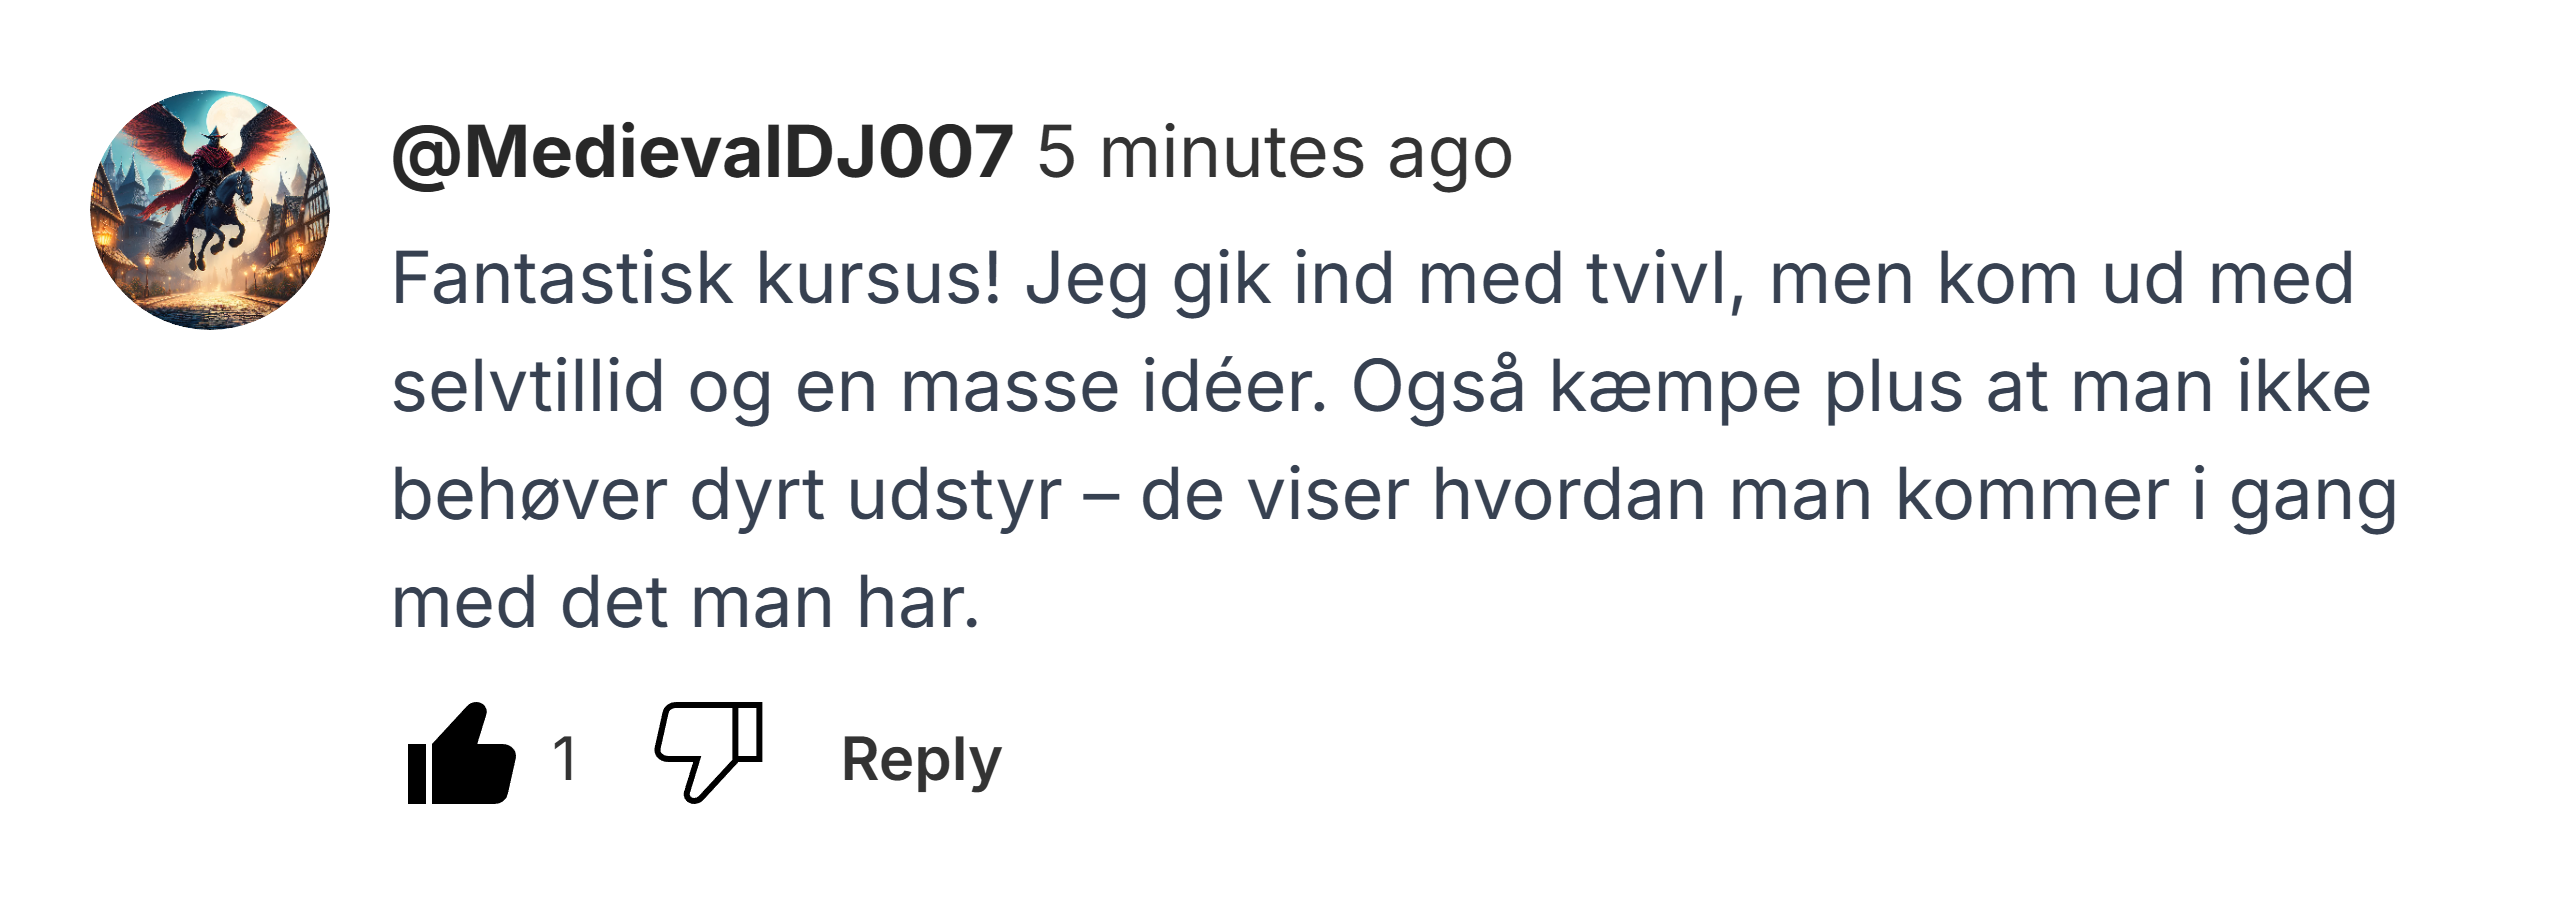 @MedievalDJ007 5 minutes ago
Fantastisk kursus! Jeg gik ind med tvivl, men kom ud med
selvtillid og en masse idéer. Også kæmpe plus at man ikke
behøver dyrt udstyr – de viser hvordan man kommer i gang
med det man har.
1 Reply